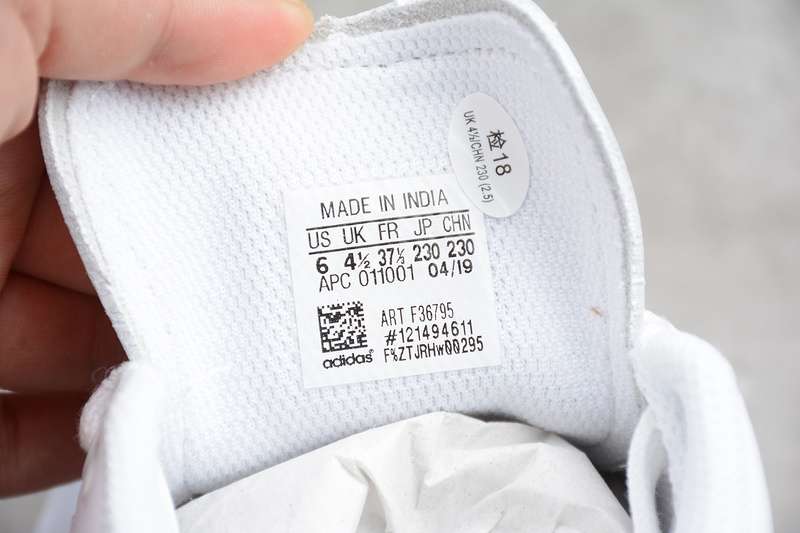 检18
UK 4½/CHN 230 (2.5)
MADE IN INDIA
US UK FR JP CHN
6 4½ 37⅓ 230 230
APC 011001 04/19
ART F36795
#121494611
F%ZTJRHw00295
adidas